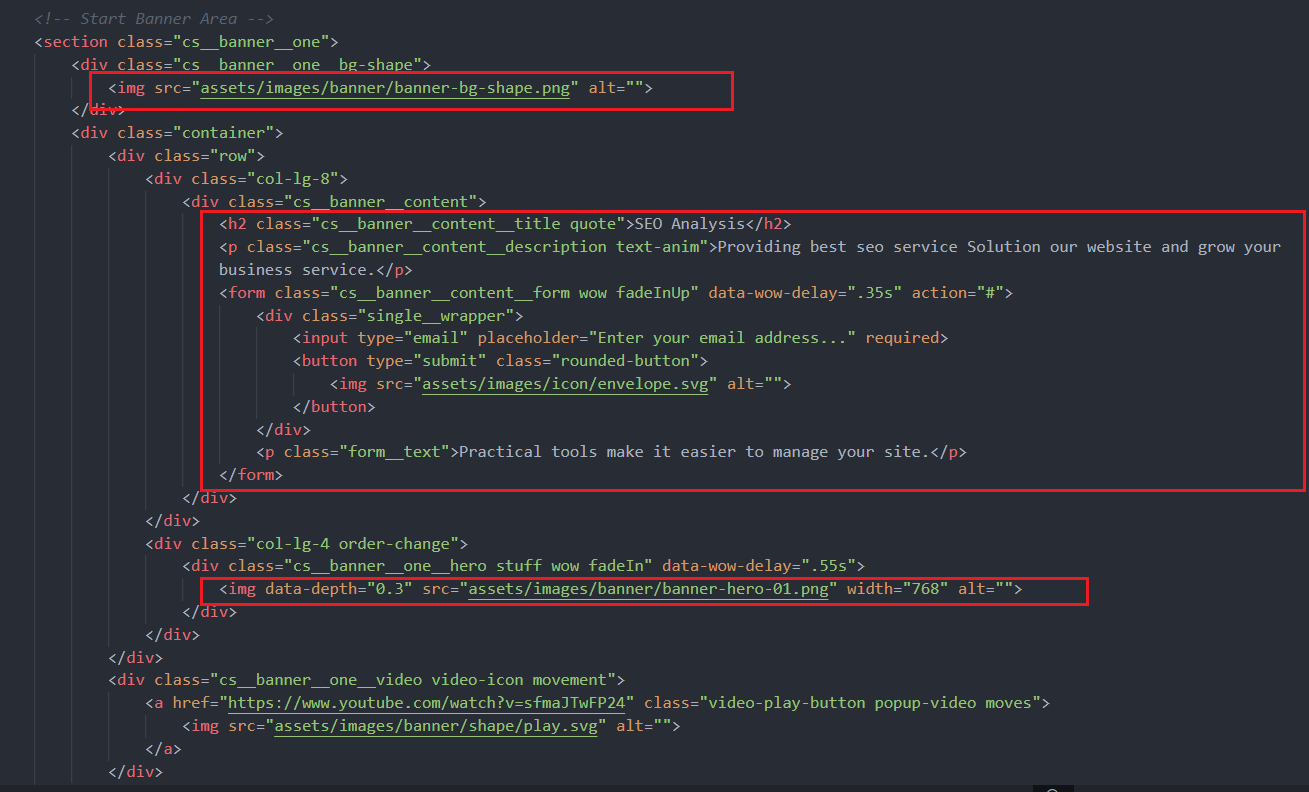 <!-- Start Banner Area -->
<section class="cs__banner__one">
<div class="cs__banner__one__bg-shape">
<img src="assets/images/banner/banner-bg-shape.png" alt="">
</div>
<div class="container">
<div class="row">
<div class="col-lg-8">
<div class="cs__banner__content">
<h2 class="cs__banner__content__title quote">SEO Analysis</h2>
<p class="cs__banner__content__description text-anim">Providing best seo service Solution our website and grow your
business service.</p>
<form class="cs__banner__content__form wow fadeInUp" data-wow-delay=".35s" action="#">
<div class="single__wrapper">
<input type="email" placeholder="Enter your email address..." required>
<button type="submit" class="rounded-button">
<img src="assets/images/icon/envelope.svg" alt="">
</button>
</div>
<p class="form__text">Practical tools make it easier to manage your site.</p>
</form>
</div>
</div>
<div class="col-lg-4 order-change">
<div class="cs__banner__one__hero stuff wow fadeIn" data-wow-delay=".55s">
<img data-depth="0.3" src="assets/images/banner/banner-hero-01.png" width="768" alt="">
</div>
</div>
</div>
<div class="cs__banner__one__video video-icon movement">
<a href="https://www.youtube.com/watch?v=sfmaJTwFP24" class="video-play-button popup-video moves">
<img src="assets/images/banner/shape/play.svg" alt="">
</a>
</div>